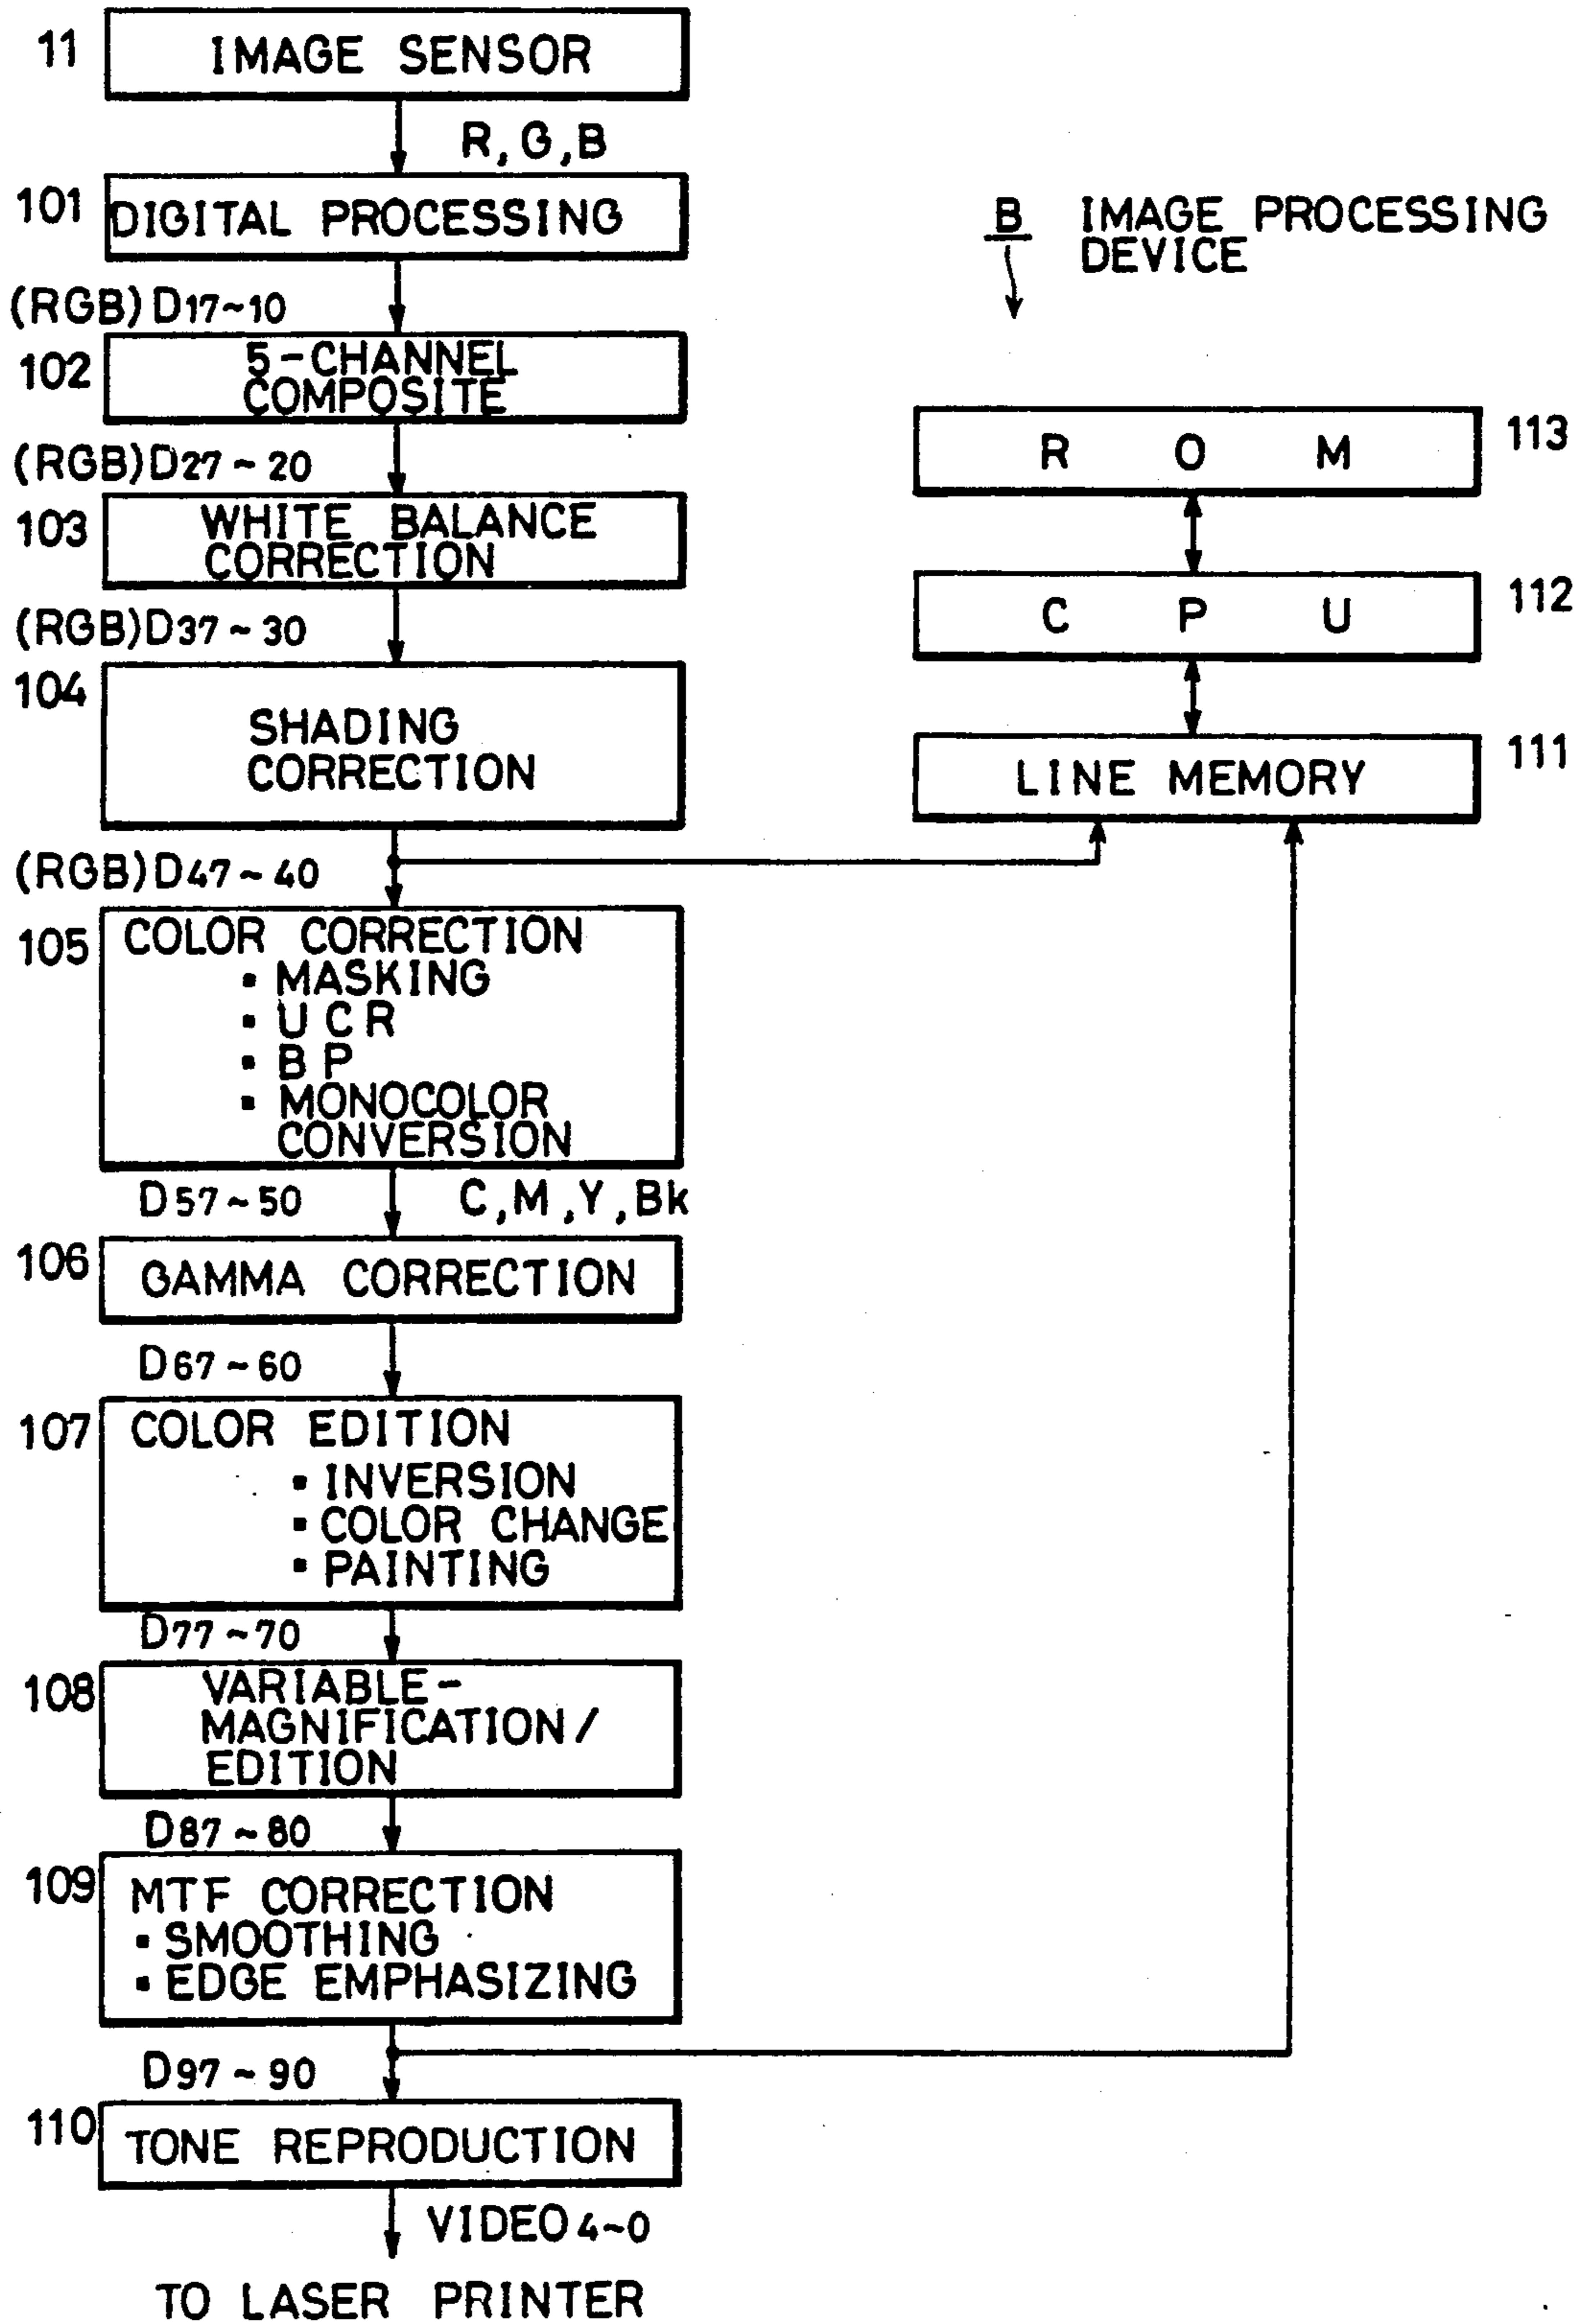 11
IMAGE SENSOR
R, G, B
101
DIGITAL PROCESSING
B IMAGE PROCESSING
DEVICE
(RGB) D17~10
102
5-CHANNEL
COMPOSITE
(RGB) D27~20
103
WHITE BALANCE
CORRECTION
(RGB) D37~30
104
SHADING
CORRECTION
113
R O M
112
C P U
111
LINE MEMORY
(RGB) D47~40
105
COLOR CORRECTION
▪ MASKING
▪ U C R
▪ B P
▪ MONOCOLOR
CONVERSION
D57~50
C, M, Y, Bk
106
GAMMA CORRECTION
D67~60
107
COLOR EDITION
▪ INVERSION
▪ COLOR CHANGE
▪ PAINTING
D77~70
108
VARIABLE-
MAGNIFICATION/
EDITION
D87~80
109
MTF CORRECTION
▪ SMOOTHING
▪ EDGE EMPHASIZING
D97~90
110
TONE REPRODUCTION
VIDEO4~0
TO LASER PRINTER